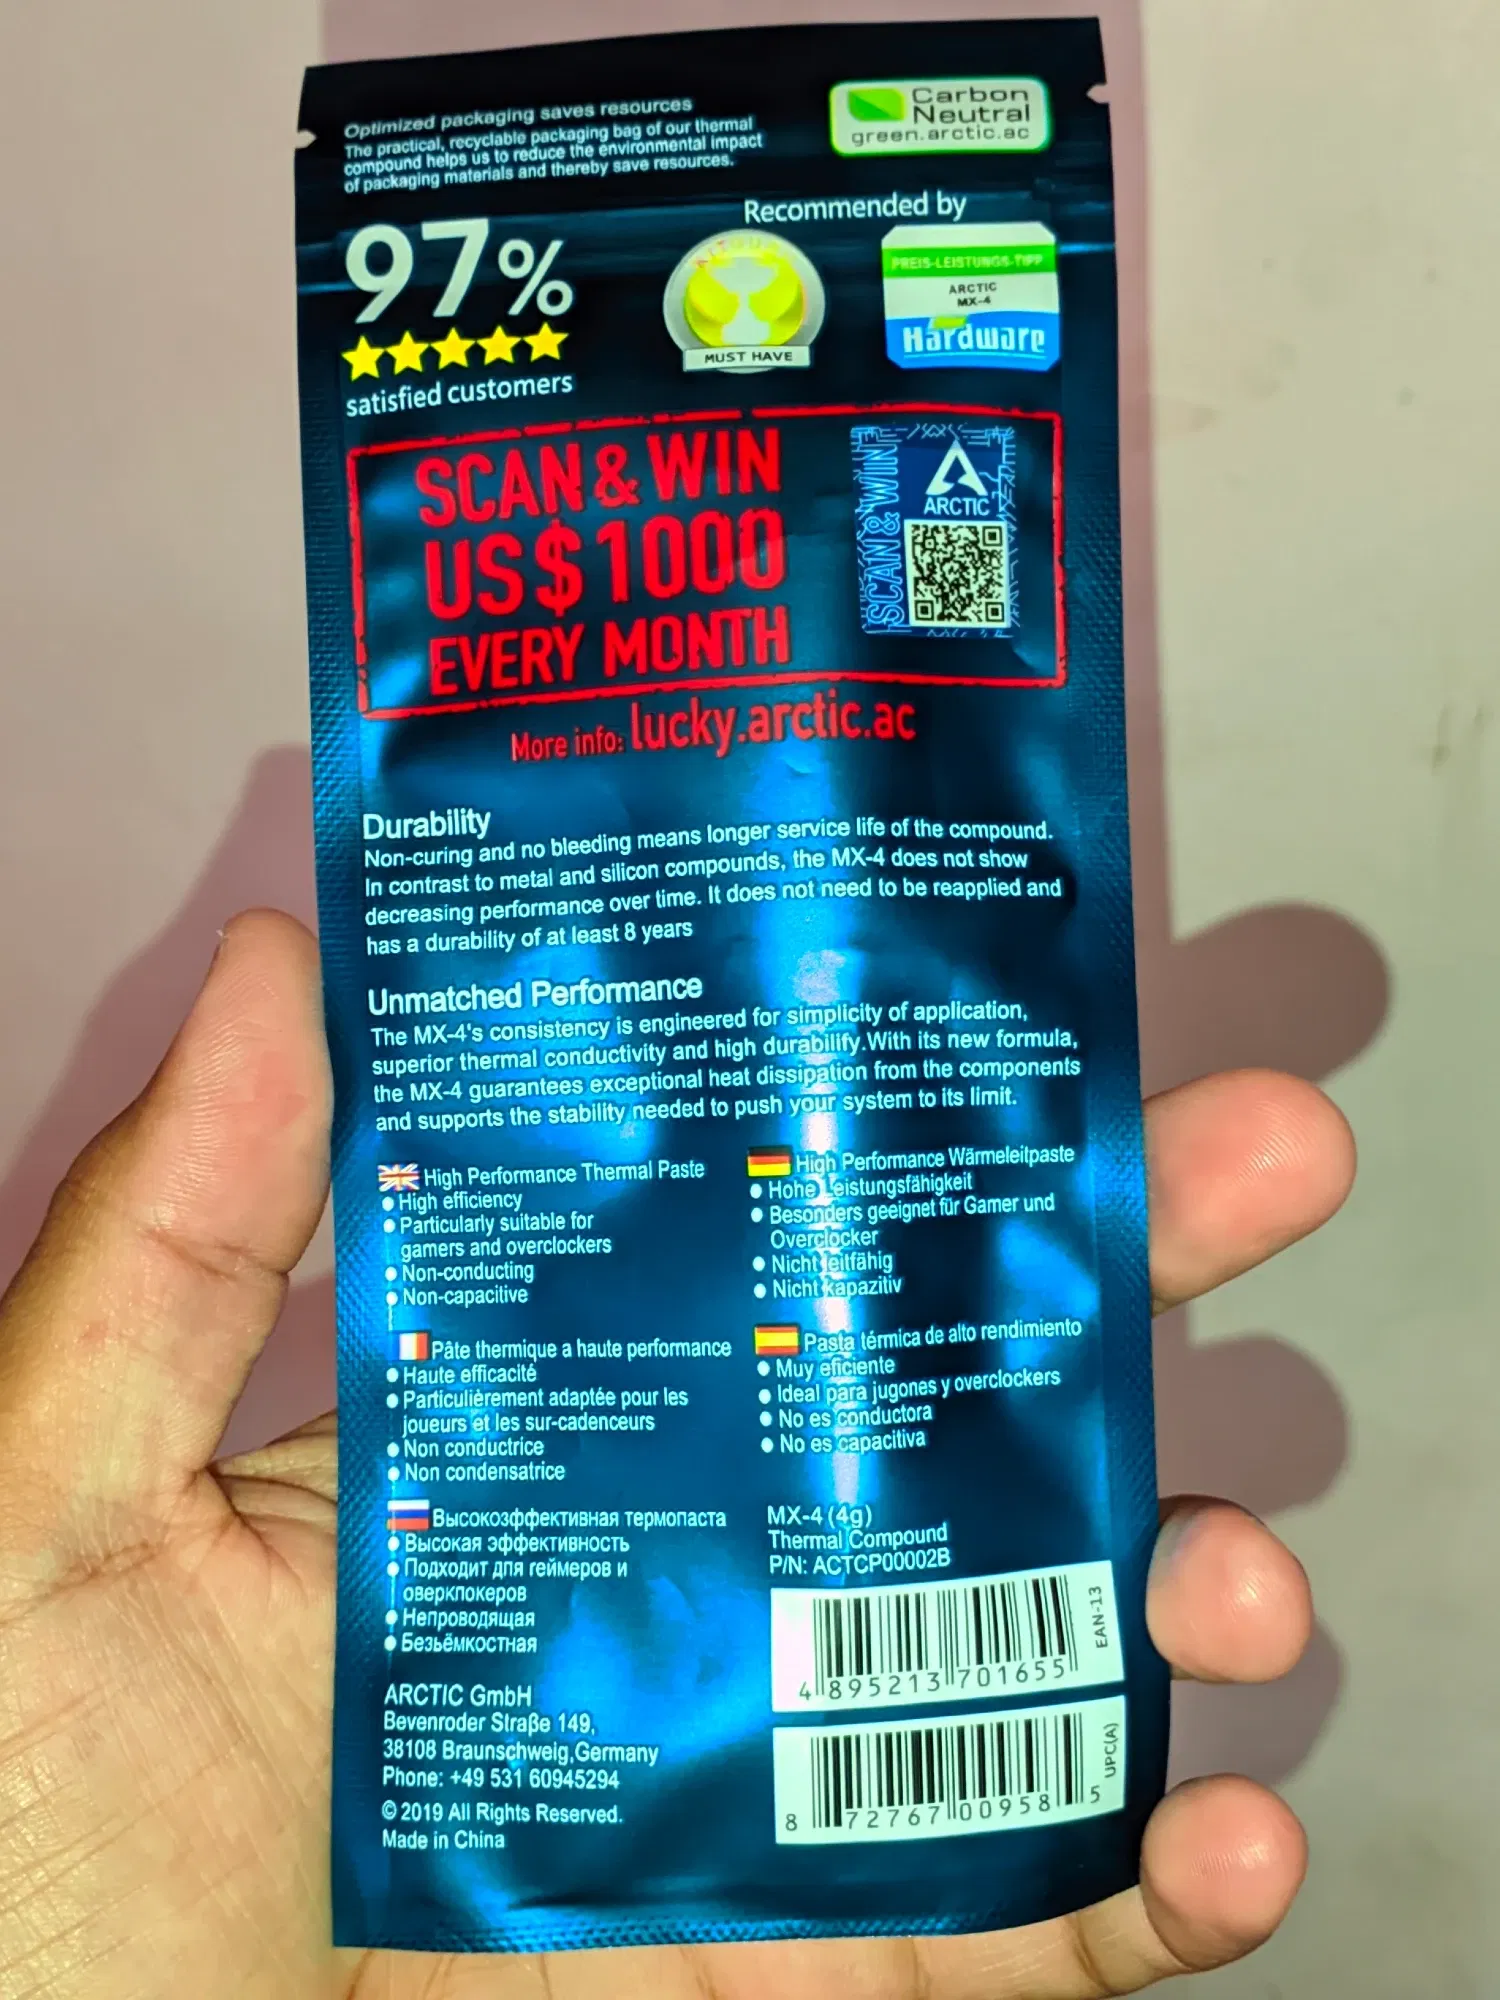 Optimized packaging saves resources
The practical, recyclable packaging bag of our thermal
compound helps us to reduce the environmental impact
of packaging materials and thereby save resources.
Carbon
Neutral
green.arctic.ac
97%
satisfied customers
Recommended by
MUST HAVE
PREIS-LEISTUNGS-TIPP
ARCTIC
MX-4
Hardware
SCAN & WIN
US$1000
EVERY MONTH
SCAN & WIN
ARCTIC
More info: lucky.arctic.ac
Durability
Non-curing and no bleeding means longer service life of the compound.
In contrast to metal and silicon compounds, the MX-4 does not show
decreasing performance over time. It does not need to be reapplied and
has a durability of at least 8 years
Unmatched Performance
The MX-4's consistency is engineered for simplicity of application,
superior thermal conductivity and high durabilify.With its new formula,
the MX-4 guarantees exceptional heat dissipation from the components
and supports the stability needed to push your system to its limit.
High Performance Thermal Paste
High efficiency
Particularly suitable for
gamers and overclockers
Non-conducting
Non-capacitive
High Performance Wärmeleitpaste
Hohe Leistungsfähigkeit
Besonders geeignet für Gamer und
Overclocker
Nicht leitfähig
Nicht kapazitiv
Pâte thermique a haute performance
Haute efficacité
Particulièrement adaptée pour les
joueurs et les sur-cadenceurs
Non conductrice
Non condensatrice
Pasta térmica de alto rendimiento
Muy eficiente
Ideal para jugones y overclockers
No es conductora
No es capacitiva
Высокоэффективная термопаста
Высокая эффективность
Подходит для геймеров и
оверклокеров
Непроводящая
Безъёмкостная
MX-4 (4g)
Thermal Compound
P/N: ACTCP00002B
4 895213 701655
EAN-13
8 72767 00958 5
UPC(A)
ARCTIC GmbH
Bevenroder Straße 149,
38108 Braunschweig,Germany
Phone: +49 531 60945294
© 2019 All Rights Reserved.
Made in China